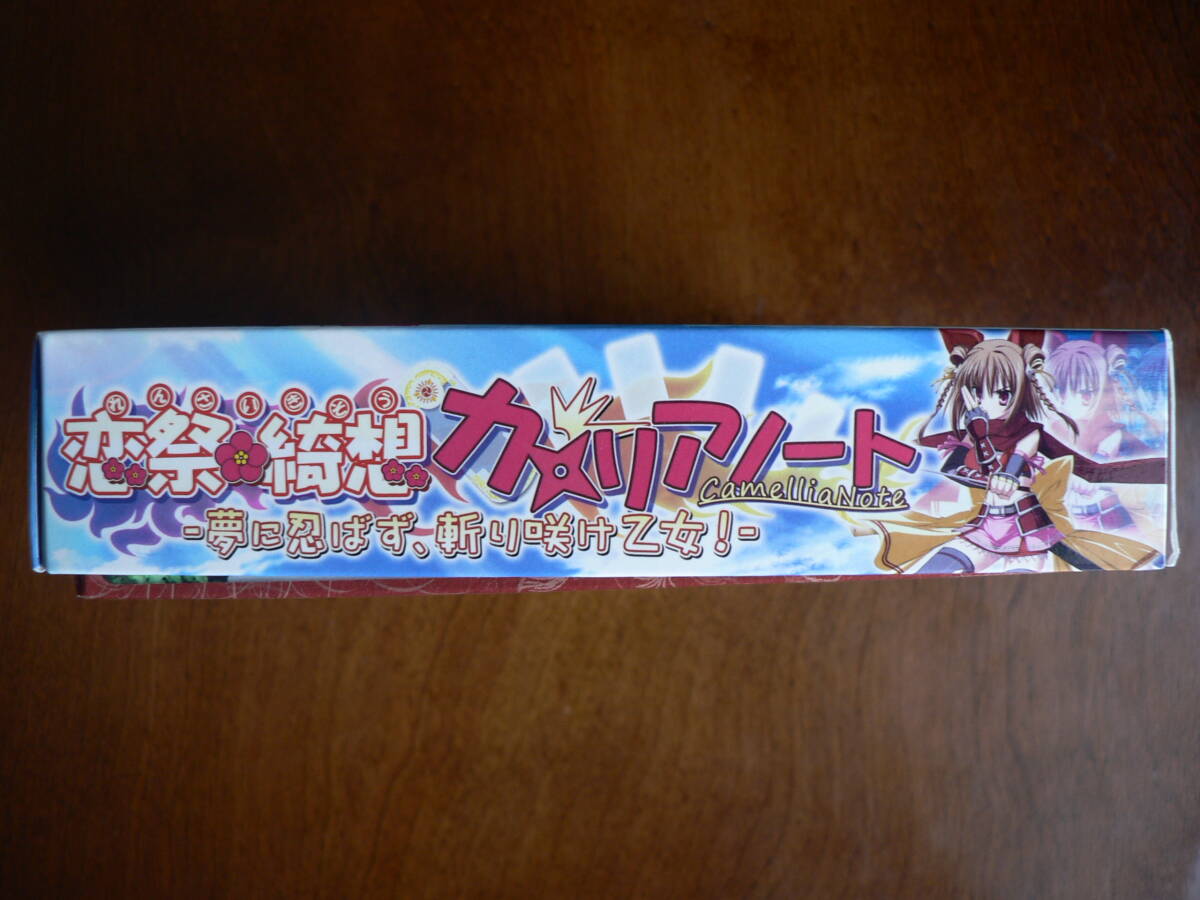 れんさいきそう
恋祭綺想
カメリアノート
CamelliaNote
-夢に忍ばず、斬り咲け乙女!-